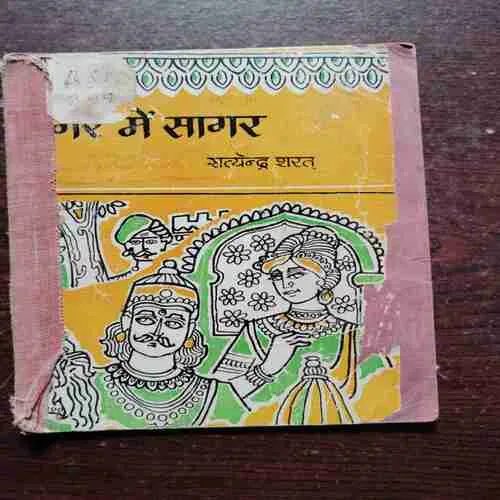 गर में सागर
सत्येन्द्र शरत्